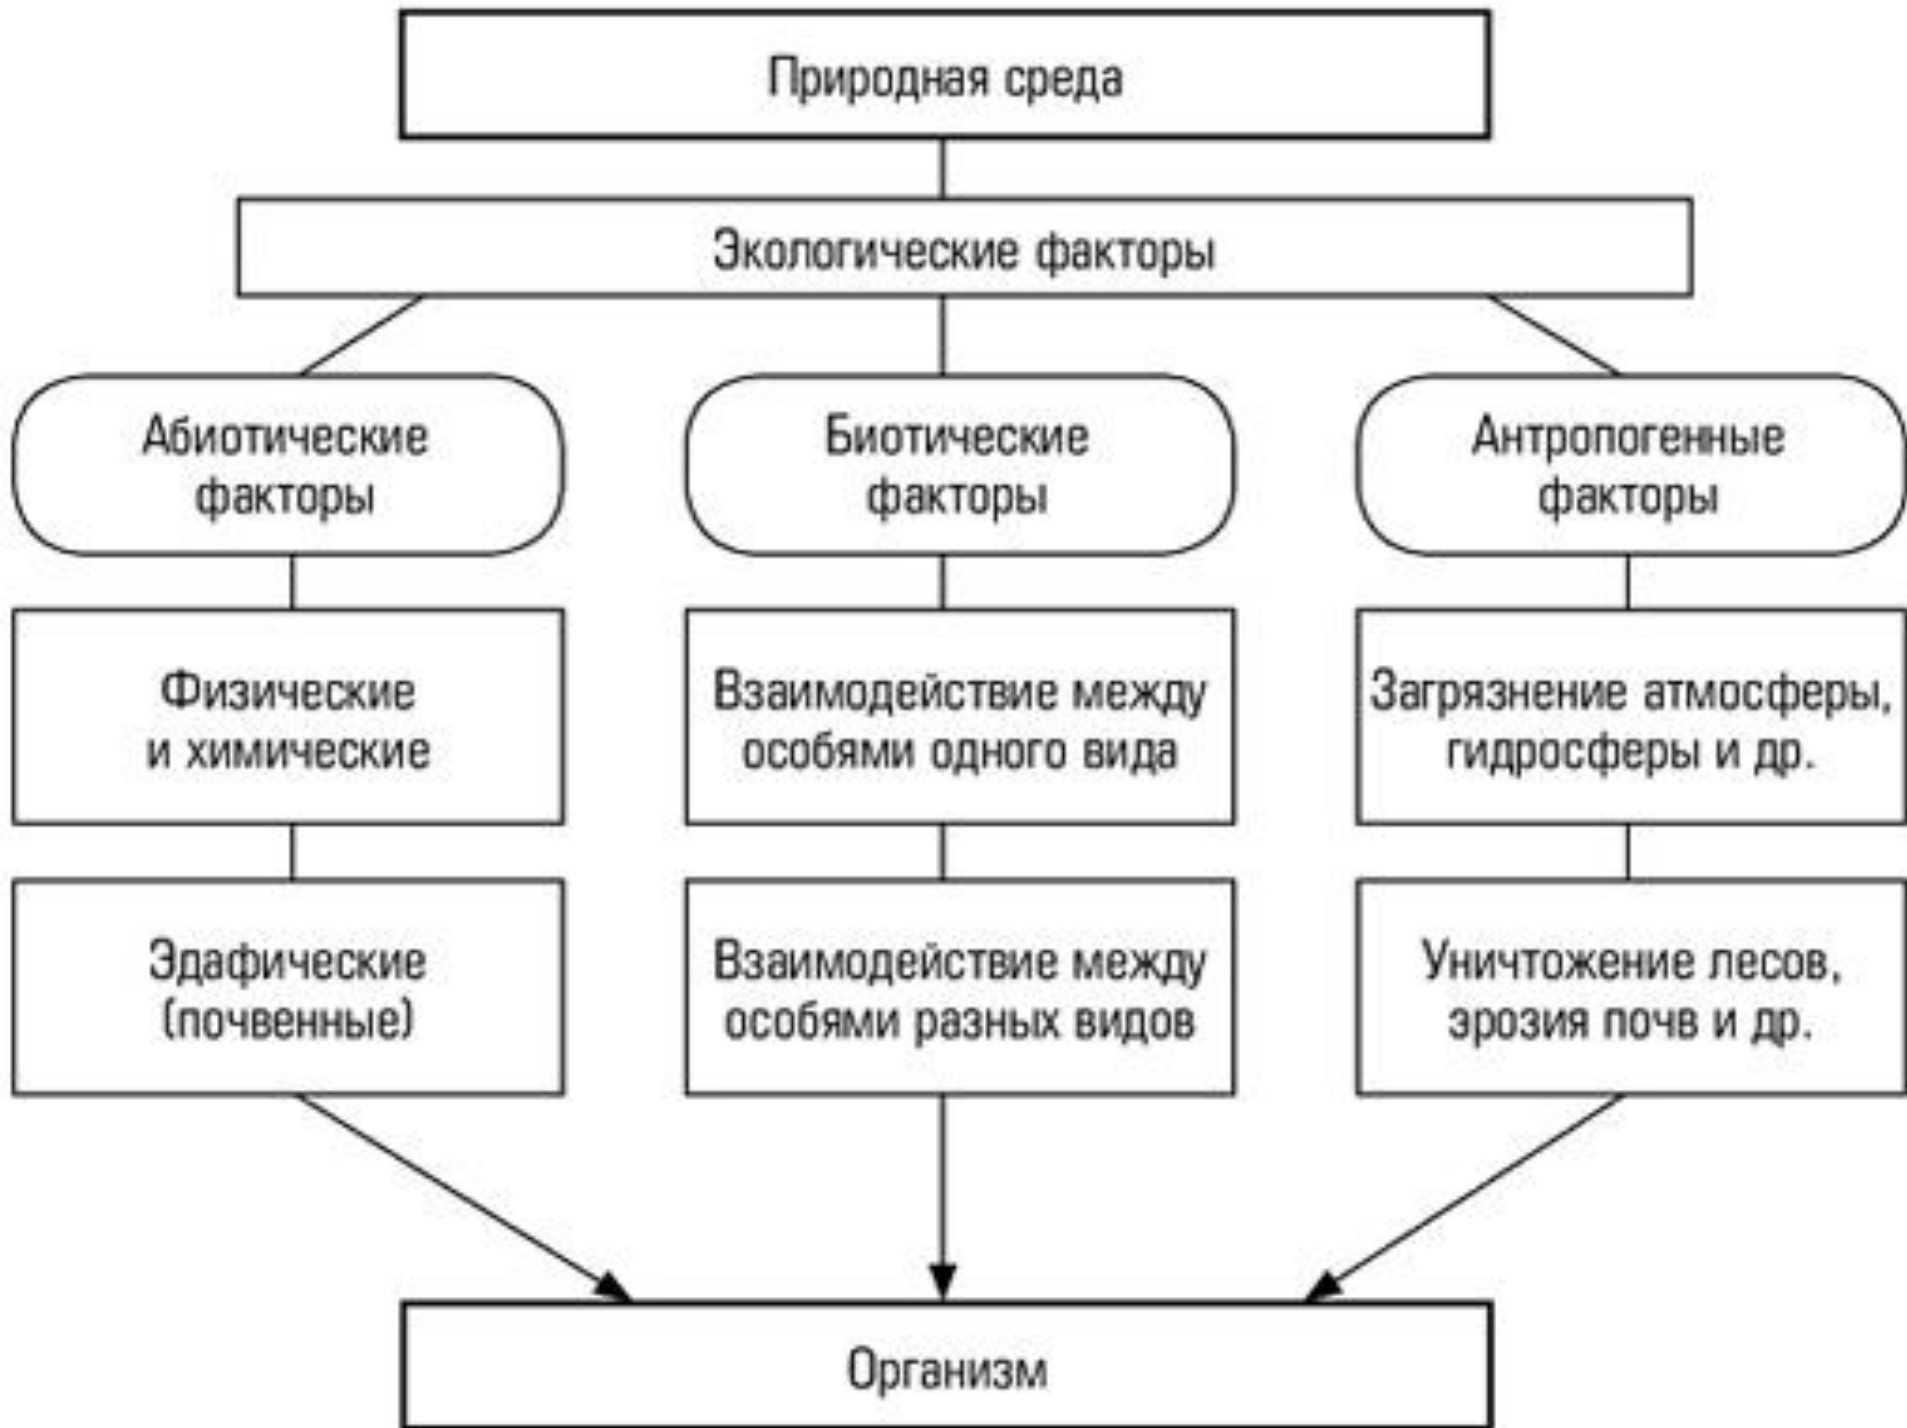 Природная среда
Экологические факторы
Абиотические
факторы
Биотические
факторы
Антропогенные
факторы
Физические
и химические
Взаимодействие между
особями одного вида
Загрязнение атмосферы,
гидросферы и др.
Эдафические
(почвенные)
Взаимодействие между
особями разных видов
Уничтожение лесов,
эрозия почв и др.
Организм